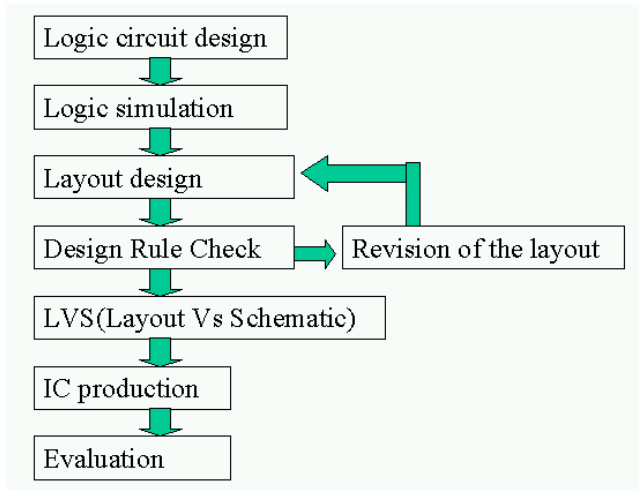 Logic circuit design
Logic simulation
Layout design
Design Rule Check
Revision of the layout
LVS(Layout Vs Schematic)
IC production
Evaluation